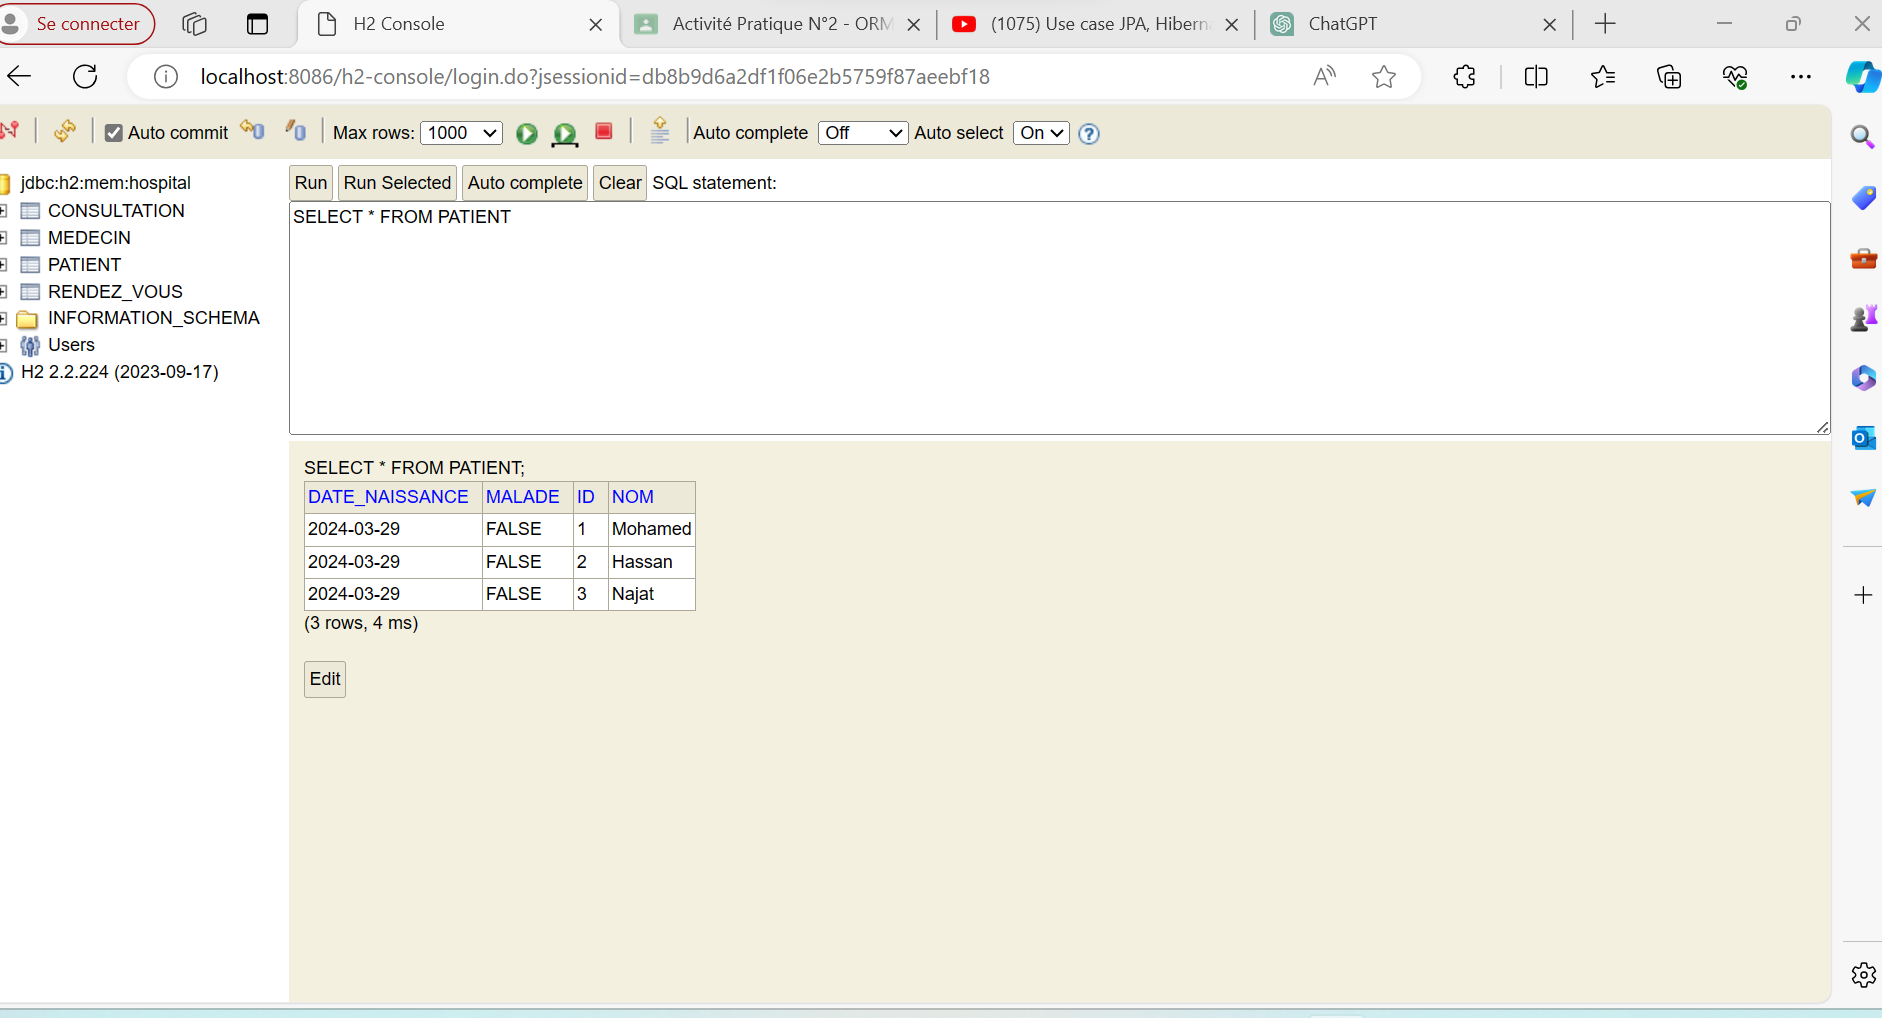 Se connecter
H2 Console
Activité Pratique N°2 - ORM
(1075) Use case JPA, Hibern
ChatGPT
localhost:8086/h2-console/login.do?jsessionid=db8b9d6a2df1f06e2b5759f87aeebf18
Auto commit Max rows: 1000 Auto complete Off Auto select On
jdbc:h2:mem:hospital
CONSULTATION
MEDECIN
PATIENT
RENDEZ_VOUS
INFORMATION_SCHEMA
Users
H2 2.2.224 (2023-09-17)
Run Run Selected Auto complete Clear SQL statement:
SELECT * FROM PATIENT
SELECT * FROM PATIENT;
DATE_NAISSANCE MALADE ID NOM
2024-03-29 FALSE 1 Mohamed
2024-03-29 FALSE 2 Hassan
2024-03-29 FALSE 3 Najat
(3 rows, 4 ms)
Edit